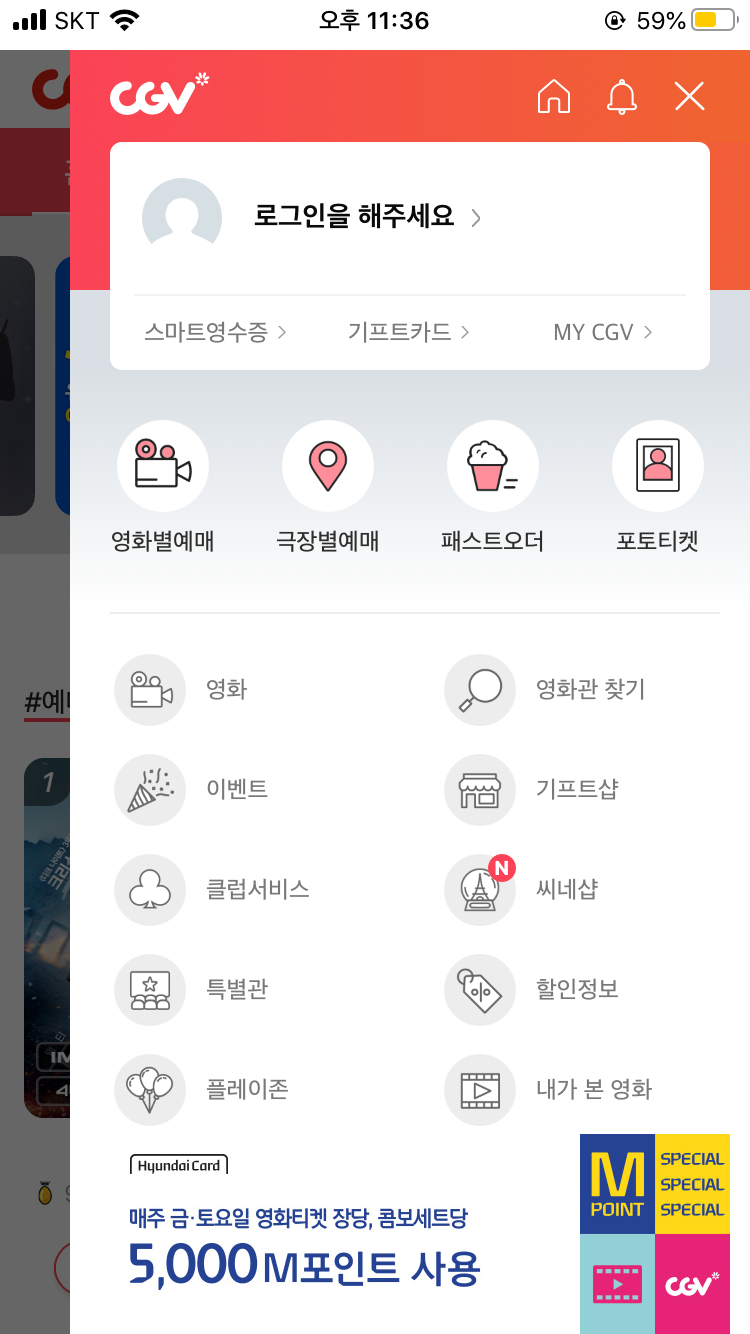 SKT 오후 11:36 59%
CGV
로그인을 해주세요
스마트영수증 기프트카드 MY CGV
영화별예매 극장별예매 패스트오더 포토티켓
#예
영화 영화관 찾기
1
이벤트 기프트샵
클럽서비스 N 씨네샵
특별관 할인정보
IM
4
플레이존 내가 본 영화
Hyundai Card
매주 금·토요일 영화티켓 장당, 콤보세트당
5,000 M포인트 사용
M POINT
SPECIAL
SPECIAL
SPECIAL
CGV